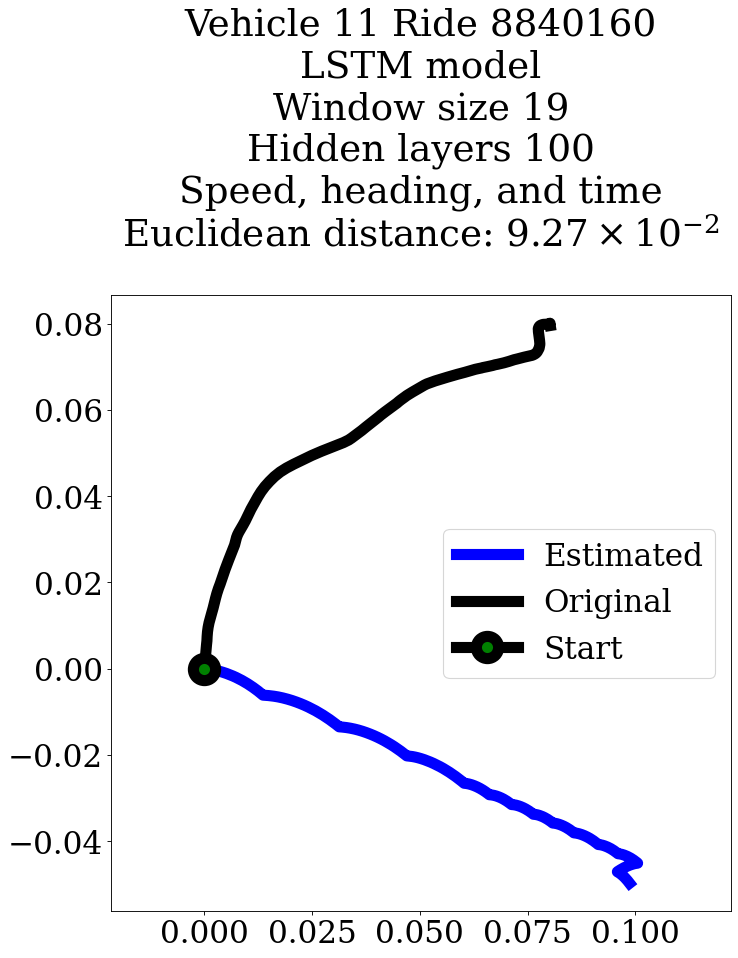 Vehicle 11 Ride 8840160
LSTM model
Window size 19
Hidden layers 100
Speed, heading, and time
Euclidean distance: 9.27 × 10⁻²
0.08
0.06
0.04
0.02
0.00
−0.02
−0.04
Estimated
Original
Start
0.000 0.025 0.050 0.075 0.100